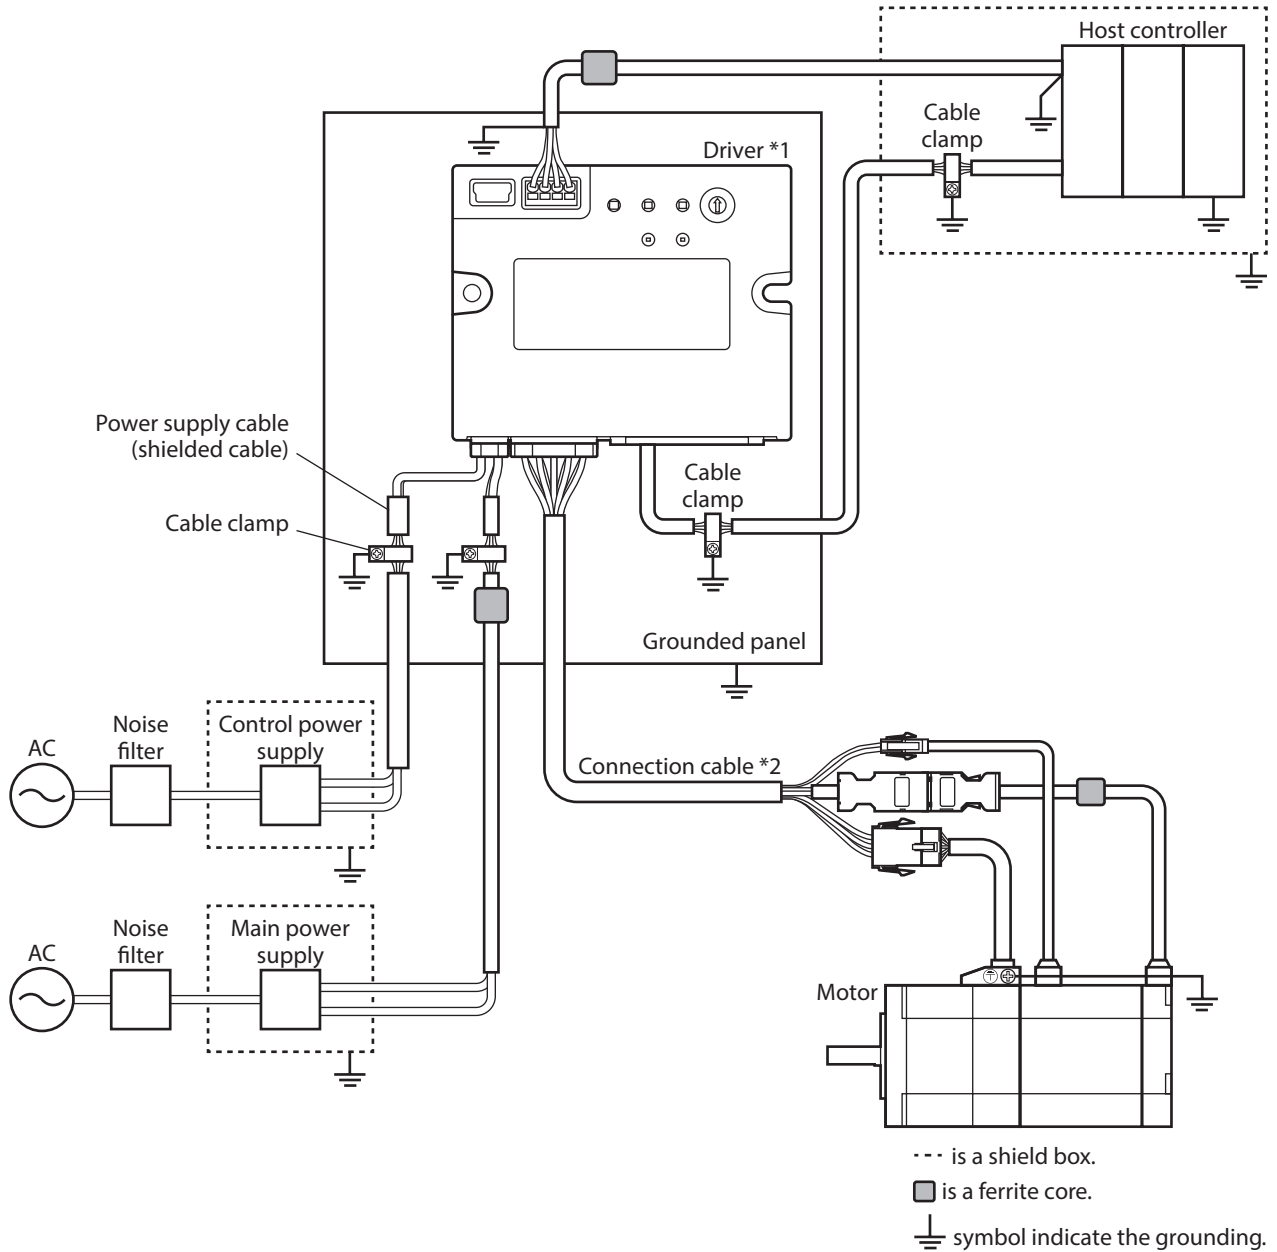 Host controller
Cable
clamp
Driver *1
Power supply cable
(shielded cable)
Cable clamp
Cable
clamp
Grounded panel
AC
Noise
filter
Control power
supply
Connection cable *2
AC
Noise
filter
Main power
supply
Motor
is a shield box.
is a ferrite core.
symbol indicate the grounding.